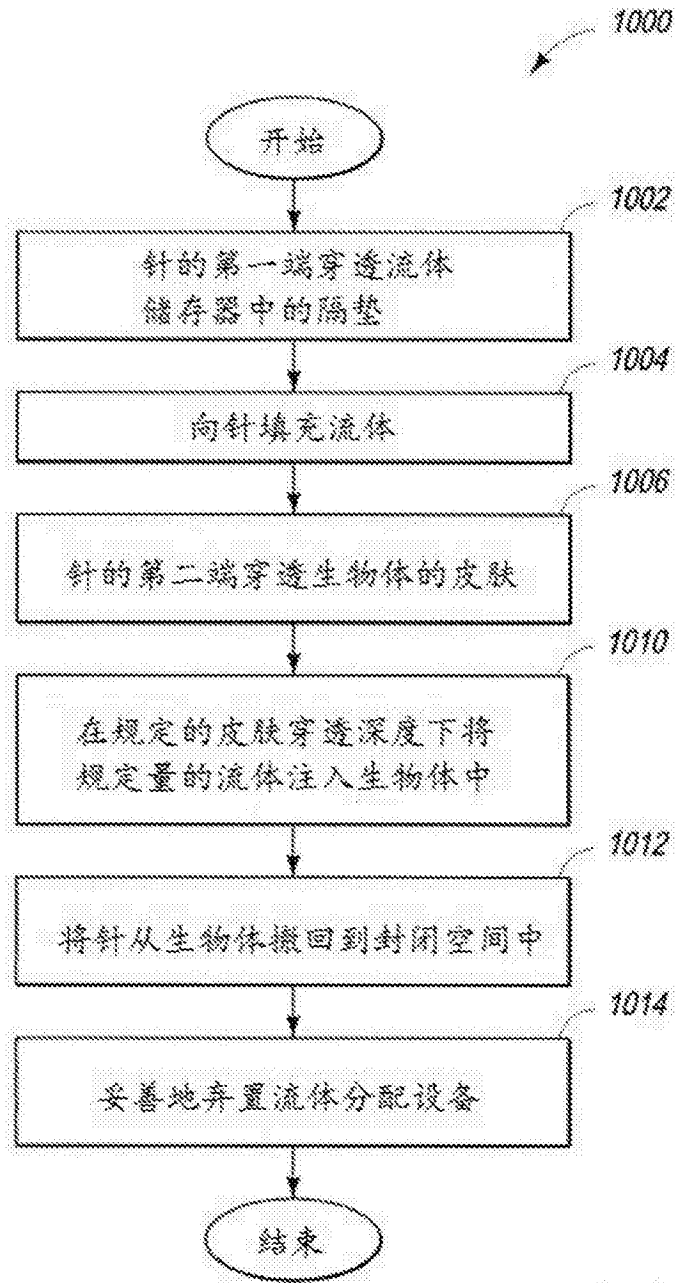 1000
开始
1002
针的第一端穿透流体
储存器中的隔垫
1004
向针填充流体
1006
针的第二端穿透生物体的皮肤
1010
在规定的皮肤穿透深度下将
规定量的流体注入生物体中
1012
将针从生物体撤回到封闭空间中
1014
妥善地弃置流体分配设备
结束